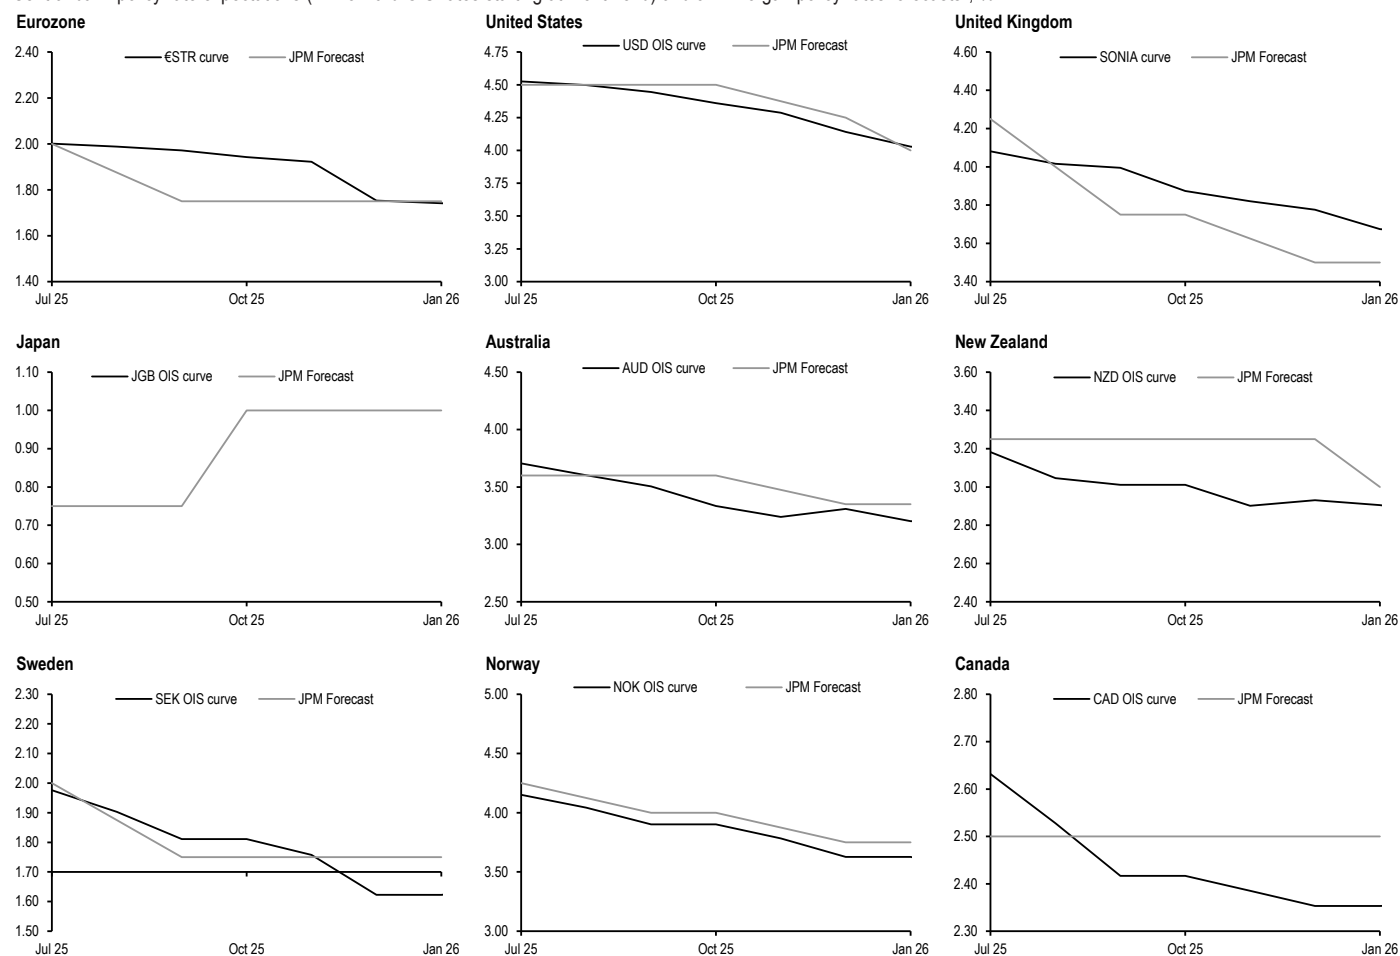 Eurozone
€STR curve JPM Forecast
2.40
2.20
2.00
1.80
1.60
1.40
Jul 25 Oct 25 Jan 26
United States
USD OIS curve JPM Forecast
4.75
4.50
4.25
4.00
3.75
3.50
3.25
3.00
Jul 25 Oct 25 Jan 26
United Kingdom
SONIA curve JPM Forecast
4.60
4.40
4.20
4.00
3.80
3.60
3.40
Jul 25 Oct 25 Jan 26
Japan
JGB OIS curve JPM Forecast
1.10
1.00
0.90
0.80
0.70
0.60
0.50
Jul 25 Oct 25 Jan 26
Australia
AUD OIS curve JPM Forecast
4.50
4.00
3.50
3.00
2.50
Jul 25 Oct 25 Jan 26
New Zealand
NZD OIS curve JPM Forecast
3.60
3.40
3.20
3.00
2.80
2.60
2.40
Jul 25 Oct 25 Jan 26
Sweden
SEK OIS curve JPM Forecast
2.30
2.20
2.10
2.00
1.90
1.80
1.70
1.60
1.50
Jul 25 Oct 25 Jan 26
Norway
NOK OIS curve JPM Forecast
5.00
4.50
4.00
3.50
3.00
Jul 25 Oct 25 Jan 26
Canada
CAD OIS curve JPM Forecast
2.80
2.70
2.60
2.50
2.40
2.30
Jul 25 Oct 25 Jan 26